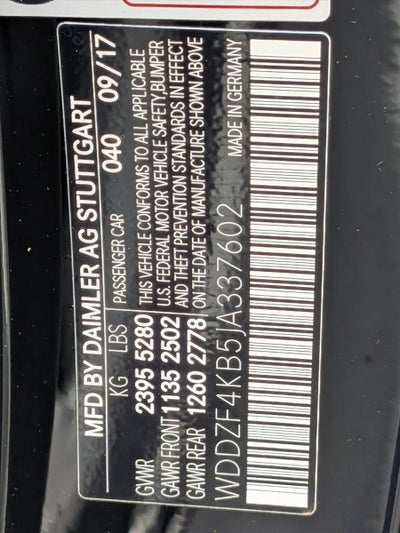 MFD BY DAIMLER AG STUTTGART
040 09/17
KG LBS
PASSENGER CAR
GVWR 2395 5280
GAWR FRONT 1135 2502
GAWR REAR 1260 2778
THIS VEHICLE CONFORMS TO ALL APPLICABLE
U.S. FEDERAL MOTOR VEHICLE SAFETY, BUMPER
AND THEFT PREVENTION STANDARDS IN EFFECT
ON THE DATE OF MANUFACTURE SHOWN ABOVE
WDDZF4KB5JA337602
MADE IN GERMANY